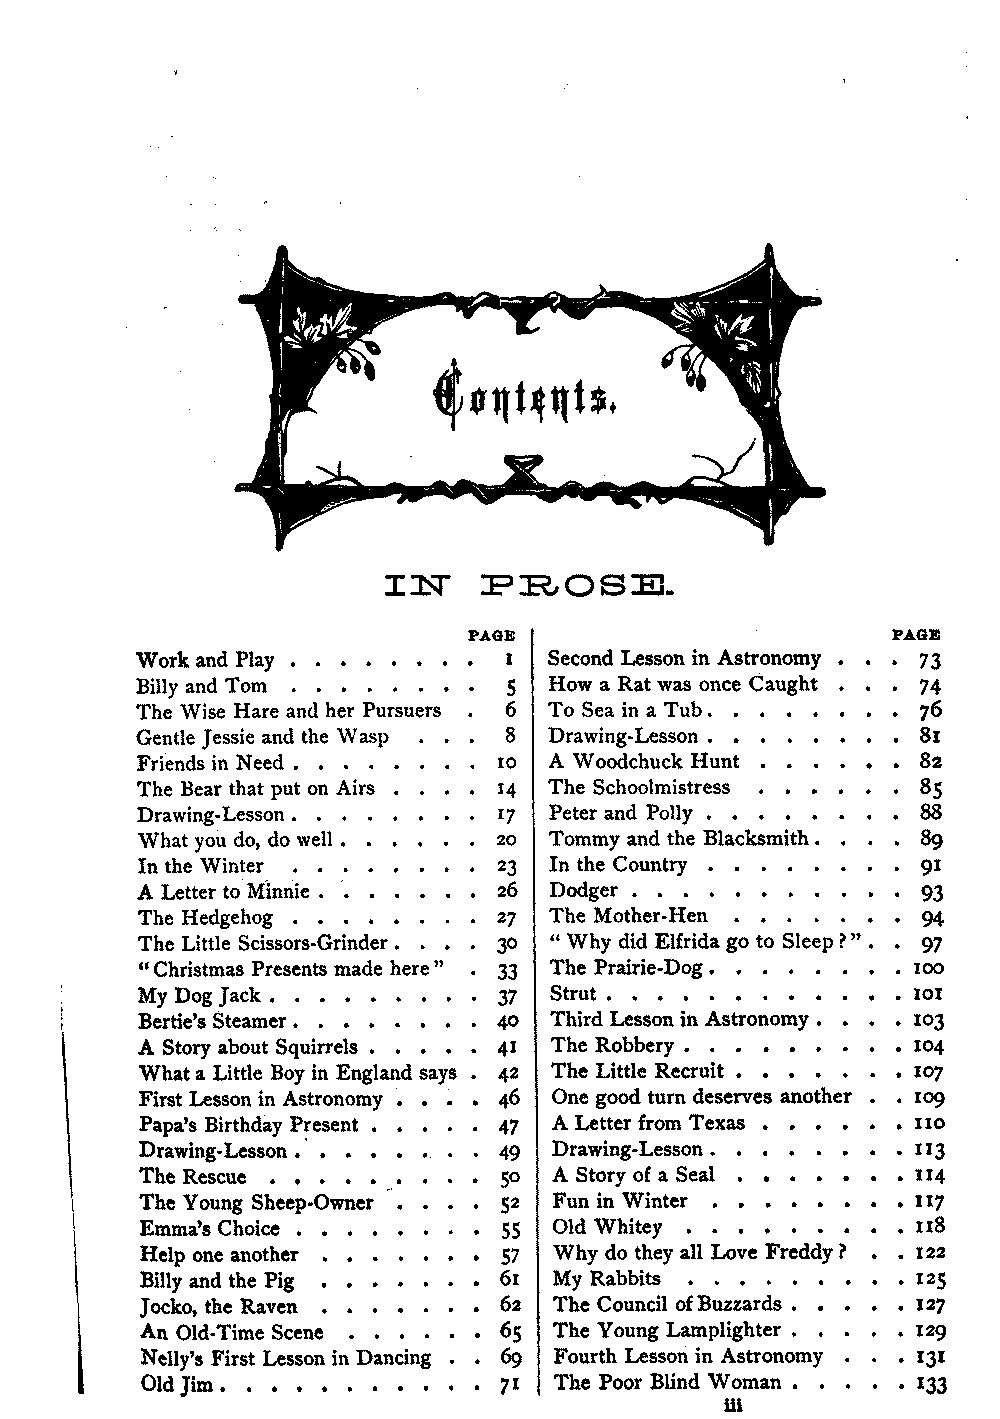 Contents.
IN PROSE.
PAGE
Work and Play . . . . . . . . 1
Billy and Tom . . . . . . . . 5
The Wise Hare and her Pursuers . 6
Gentle Jessie and the Wasp . . . 8
Friends in Need . . . . . . . . 10
The Bear that put on Airs . . . . 14
Drawing-Lesson . . . . . . . . 17
What you do, do well . . . . . . 20
In the Winter . . . . . . . . 23
A Letter to Minnie . . . . . . . 26
The Hedgehog . . . . . . . . 27
The Little Scissors-Grinder . . . . 30
"Christmas Presents made here" . 33
My Dog Jack . . . . . . . . . 37
Bertie's Steamer . . . . . . . . 40
A Story about Squirrels . . . . . 41
What a Little Boy in England says . 42
First Lesson in Astronomy . . . . 46
Papa's Birthday Present . . . . . 47
Drawing-Lesson . . . . . . . . 49
The Rescue . . . . . . . . . 50
The Young Sheep-Owner . . . . 52
Emma's Choice . . . . . . . . 55
Help one another . . . . . . . 57
Billy and the Pig . . . . . . . 61
Jocko, the Raven . . . . . . . 62
An Old-Time Scene . . . . . . 65
Nelly's First Lesson in Dancing . . 69
Old Jim . . . . . . . . . . . 71
PAGE
Second Lesson in Astronomy . . . 73
How a Rat was once Caught . . . 74
To Sea in a Tub . . . . . . . . 76
Drawing-Lesson . . . . . . . . 81
A Woodchuck Hunt . . . . . . 82
The Schoolmistress . . . . . . 85
Peter and Polly . . . . . . . . 88
Tommy and the Blacksmith . . . . 89
In the Country . . . . . . . . 91
Dodger . . . . . . . . . . . 93
The Mother-Hen . . . . . . . 94
"Why did Elfrida go to Sleep?" . . 97
The Prairie-Dog . . . . . . . . 100
Strut . . . . . . . . . . . . 101
Third Lesson in Astronomy . . . . 103
The Robbery . . . . . . . . . 104
The Little Recruit . . . . . . . 107
One good turn deserves another . . 109
A Letter from Texas . . . . . . 110
Drawing-Lesson . . . . . . . . 113
A Story of a Seal . . . . . . . 114
Fun in Winter . . . . . . . . 117
Old Whitey . . . . . . . . . 118
Why do they all Love Freddy? . . 122
My Rabbits . . . . . . . . . 125
The Council of Buzzards . . . . . 127
The Young Lamplighter . . . . . 129
Fourth Lesson in Astronomy . . . 131
The Poor Blind Woman . . . . . 133
iii